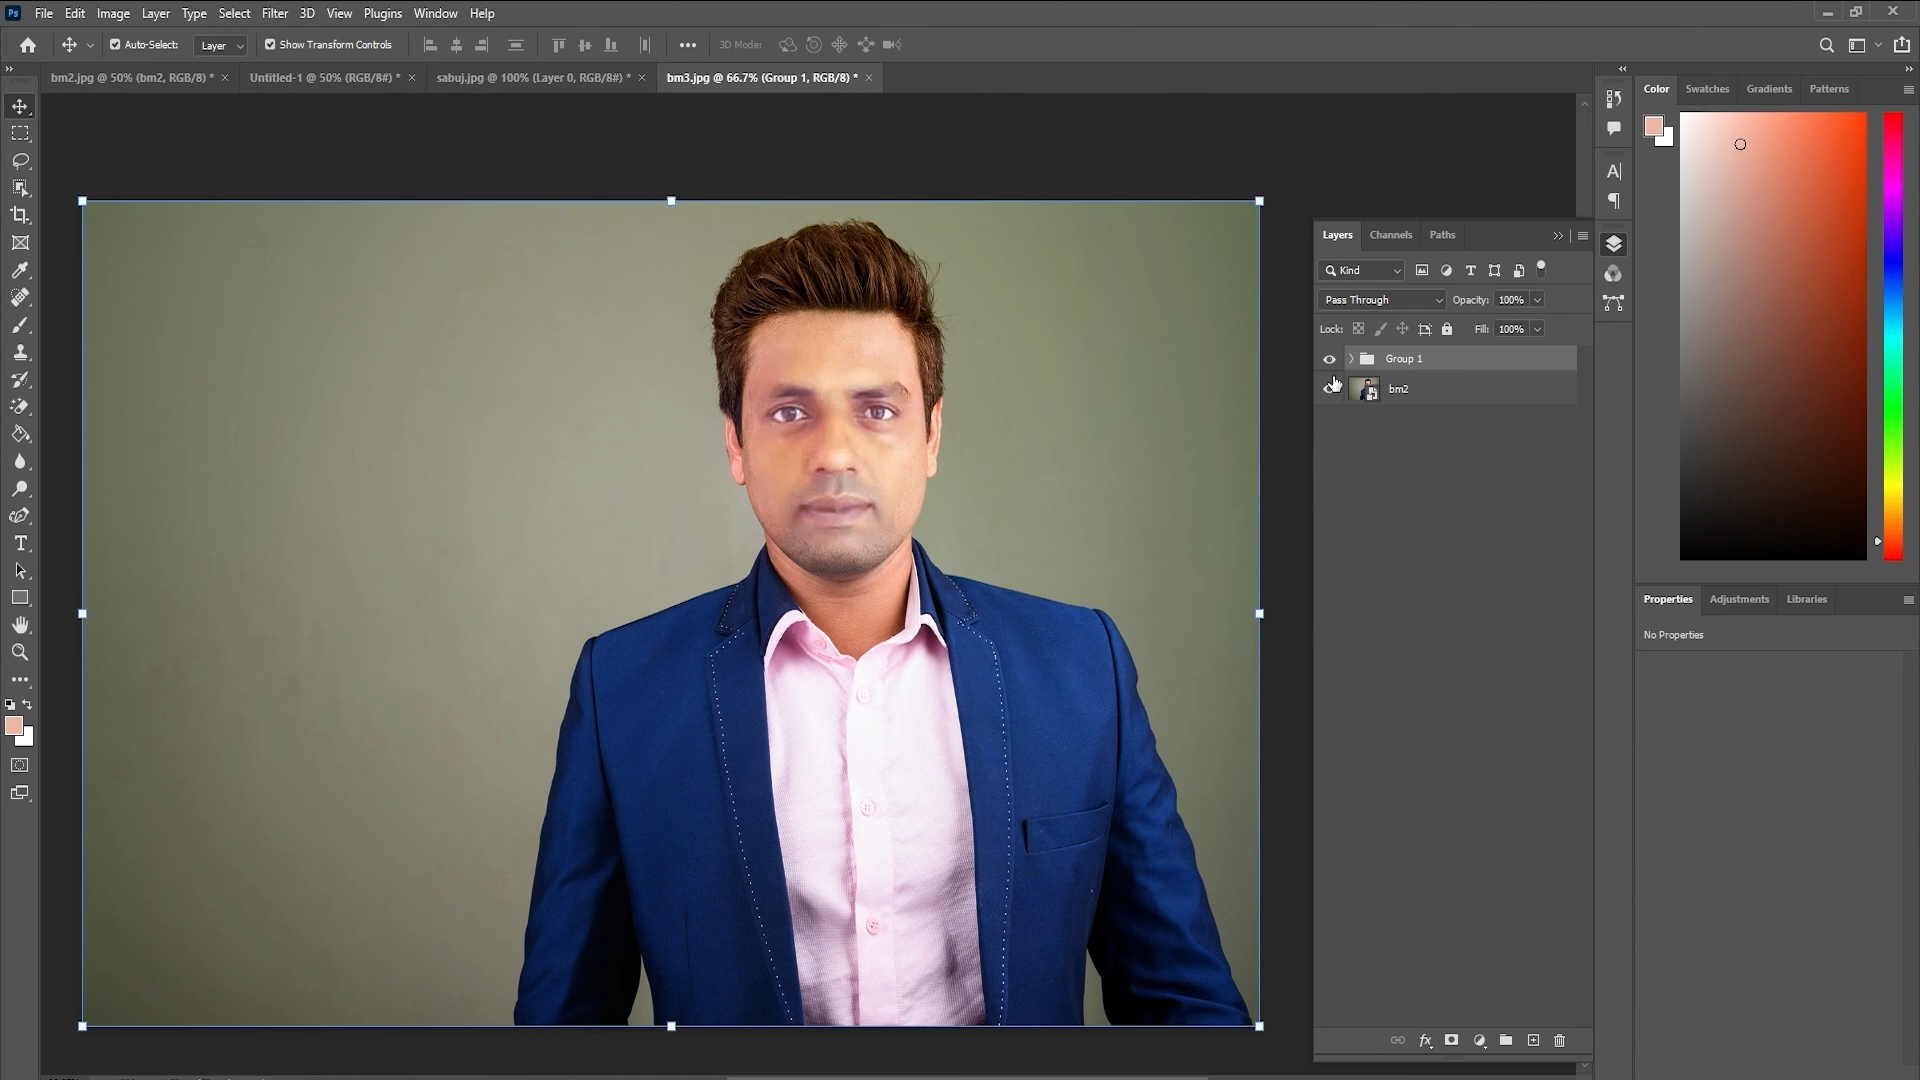 Ps File Edit Image Layer Type Select Filter 3D View Plugins Window Help
Auto-Select: Layer Show Transform Controls 3D Mode:
bm2.jpg @ 50% (bm2, RGB/8) * Untitled-1 @ 50% (RGB/8#) * sabuj.jpg @ 100% (Layer 0, RGB/8#) * bm3.jpg @ 66.7% (Group 1, RGB/8) *
Color Swatches Gradients Patterns
Layers Channels Paths
Kind
Pass Through Opacity: 100%
Lock: Fill: 100%
Group 1
bm2
Properties Adjustments Libraries
No Properties